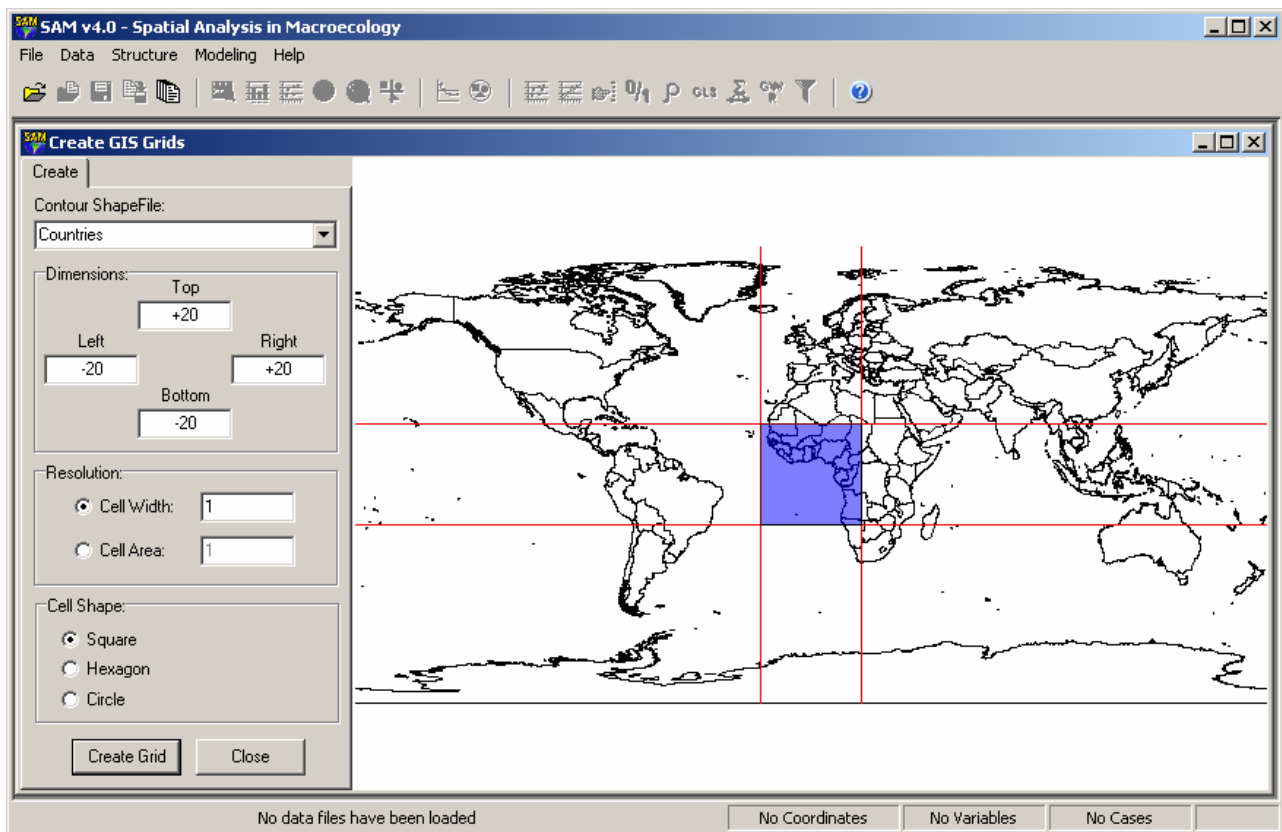 SAM v4.0 - Spatial Analysis in Macroecology
File Data Structure Modeling Help
Create GIS Grids
Create
Contour ShapeFile:
Countries
Dimensions:
Top
+20
Left Right
-20 +20
Bottom
-20
Resolution:
Cell Width: 1
Cell Area: 1
Cell Shape:
Square
Hexagon
Circle
Create Grid Close
No data files have been loaded No Coordinates No Variables No Cases